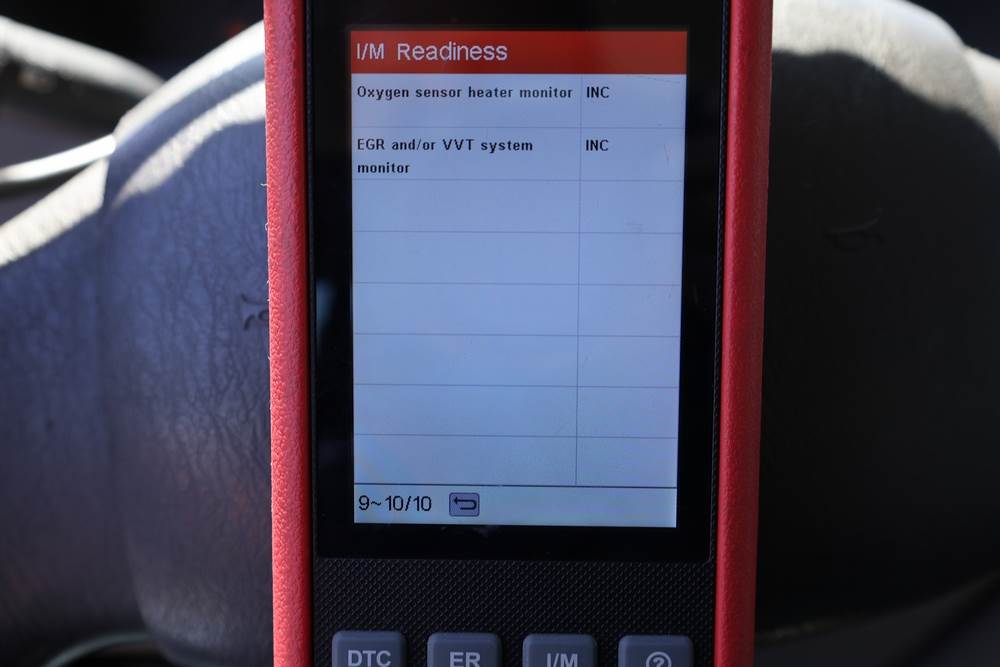 I/M Readiness
Oxygen sensor heater monitor INC
EGR and/or VVT system INC
monitor
9~10/10
DTC ER I/M ?